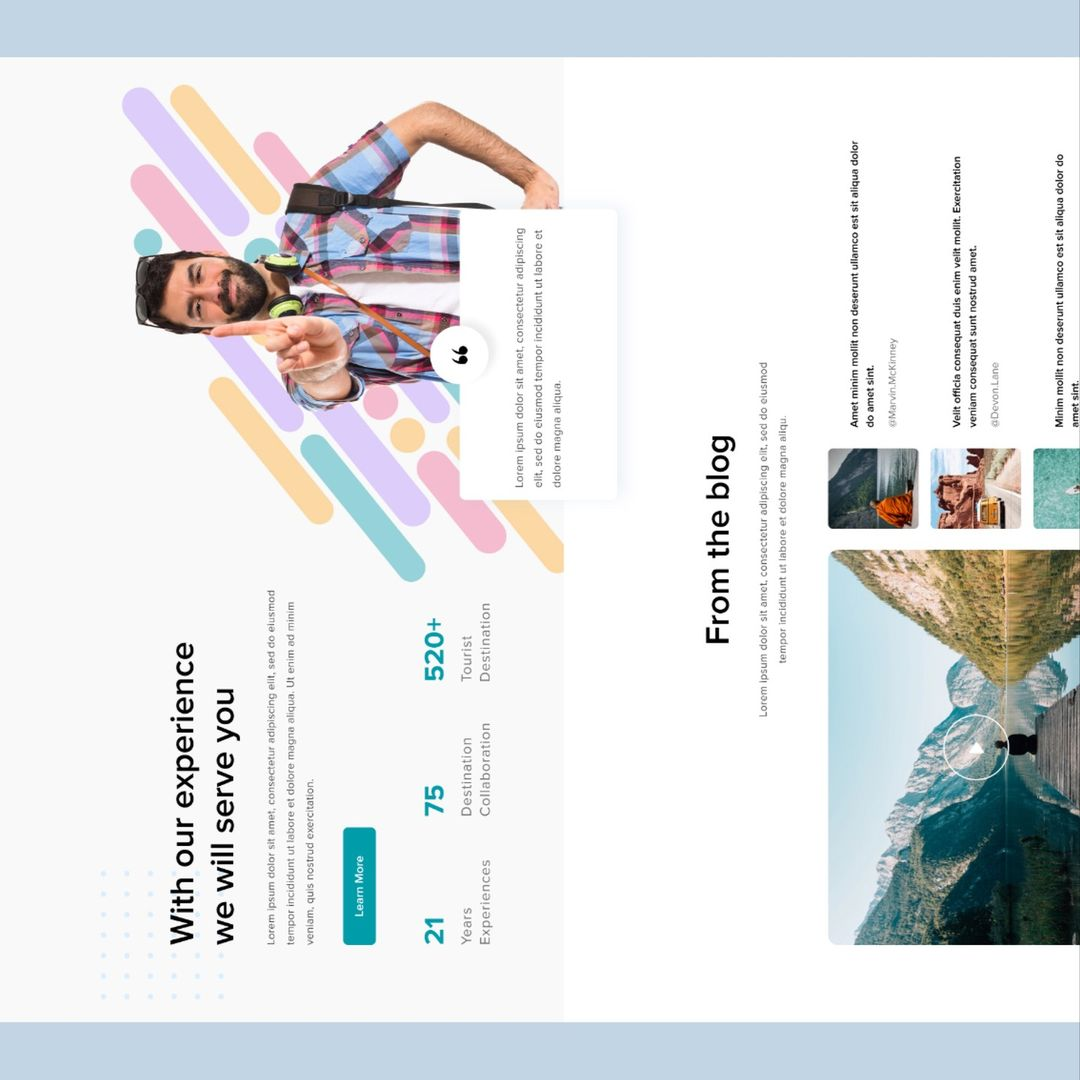 With our experience
we will serve you
Lorem ipsum dolor sit amet, consectetur adipiscing elit, sed do eiusmod
tempor incididunt ut labore et dolore magna aliqua. Ut enim ad minim
veniam, quis nostrud exercitation.
Learn More
21
Years
Experiences
75
Destination
Collaboration
520+
Tourist
Destination
❝
Lorem ipsum dolor sit amet, consectetur adipiscing
elit, sed do eiusmod tempor incididunt ut labore et
dolore magna aliqua.
From the blog
Lorem ipsum dolor sit amet, consectetur adipiscing elit, sed do eiusmod
tempor incididunt ut labore et dolore magna aliqu.
Amet minim mollit non deserunt ullamco est sit aliqua dolor
do amet sint.
@Marvin.McKinney
Velit officia consequat duis enim velit mollit. Exercitation
veniam consequat sunt nostrud amet.
@Devon.Lane
Minim mollit non deserunt ullamco est sit aliqua dolor do
amet sint.